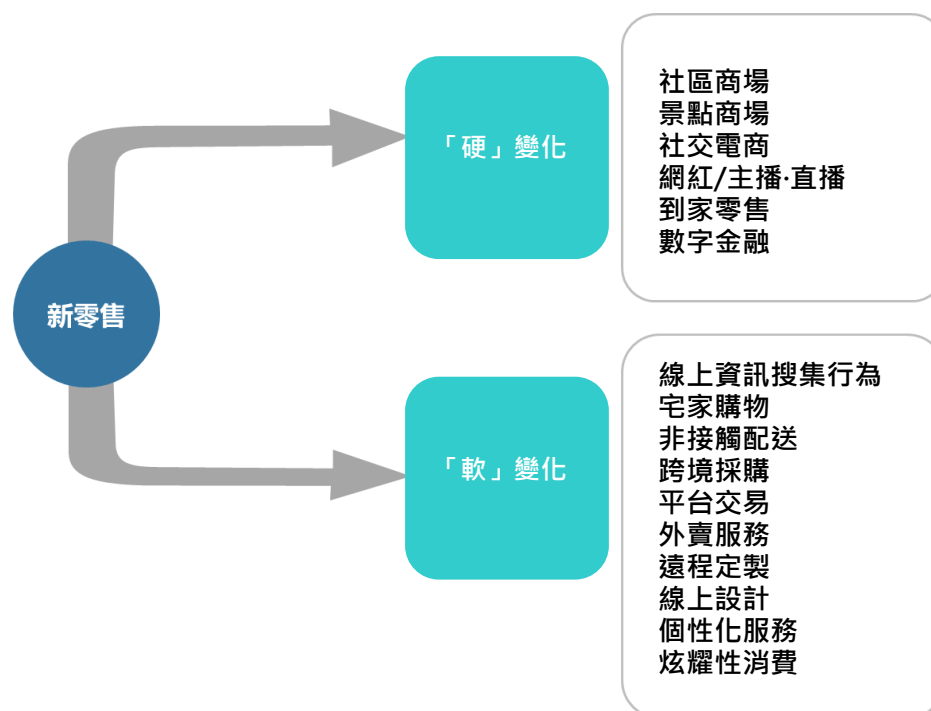 新零售
「硬」變化
社區商場
景點商場
社交電商
網紅/主播·直播
到家零售
數字金融
「軟」變化
線上資訊搜集行為
宅家購物
非接觸配送
跨境採購
平台交易
外賣服務
遠程定製
線上設計
個性化服務
炫耀性消費